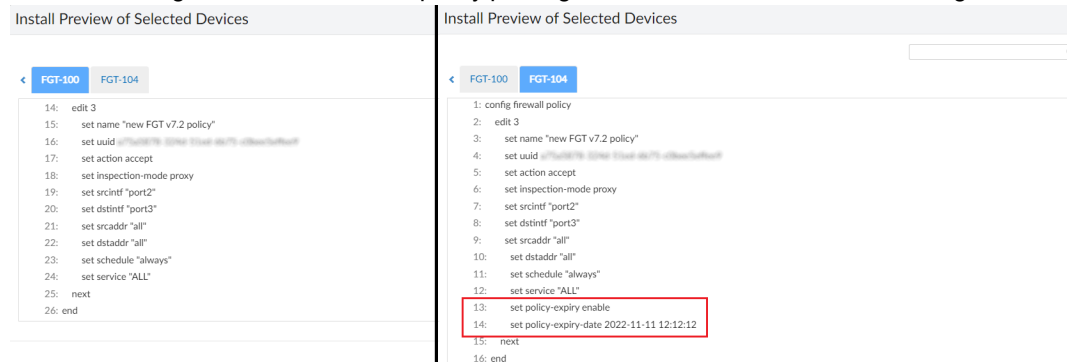 Install Preview of Selected Devices
FGT-100 FGT-104
14: edit 3
15: set name "new FGT v7.2 policy"
16: set uuid
17: set action accept
18: set inspection-mode proxy
19: set srcintf "port2"
20: set dstintf "port3"
21: set srcaddr "all"
22: set dstaddr "all"
23: set schedule "always"
24: set service "ALL"
25: next
26: end
Install Preview of Selected Devices
FGT-100 FGT-104
1: config firewall policy
2: edit 3
3: set name "new FGT v7.2 policy"
4: set uuid
5: set action accept
6: set inspection-mode proxy
7: set srcintf "port2"
8: set dstintf "port3"
9: set srcaddr "all"
10: set dstaddr "all"
11: set schedule "always"
12: set service "ALL"
13: set policy-expiry enable
14: set policy-expiry-date 2022-11-11 12:12:12
15: next
16: end